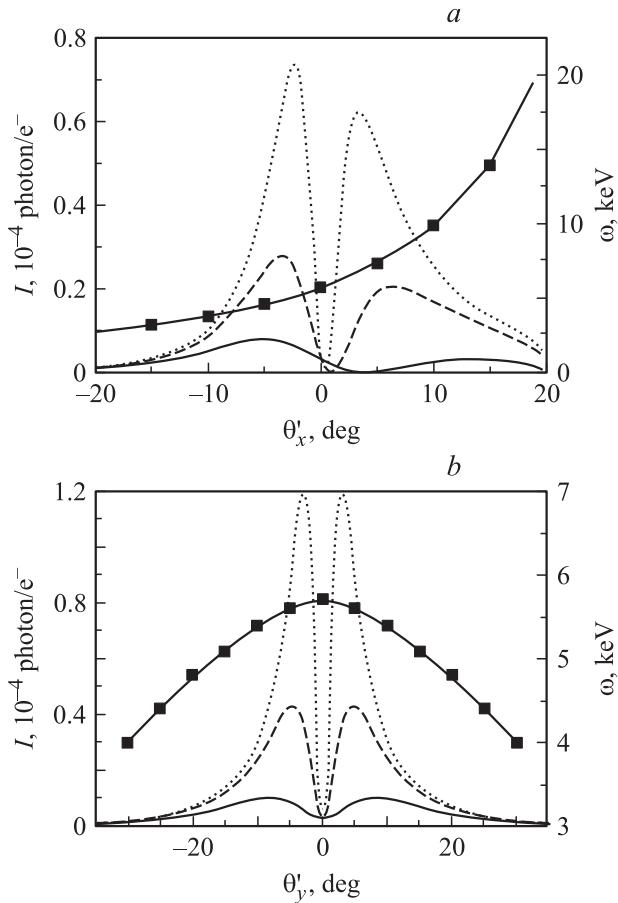 a
0.8
0.6
0.4
0.2
0
I, 10⁻⁴ photon/e⁻
20
10
0
ω, keV
−20 −10 0 10 20
θ′ₓ, deg
b
1.2
0.8
0.4
0
I, 10⁻⁴ photon/e⁻
7
6
5
4
3
ω, keV
−20 0 20
θ′y, deg